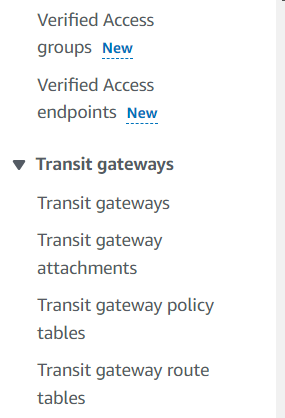 Verified Access
groups New
Verified Access
endpoints New
Transit gateways
Transit gateways
Transit gateway
attachments
Transit gateway policy
tables
Transit gateway route
tables